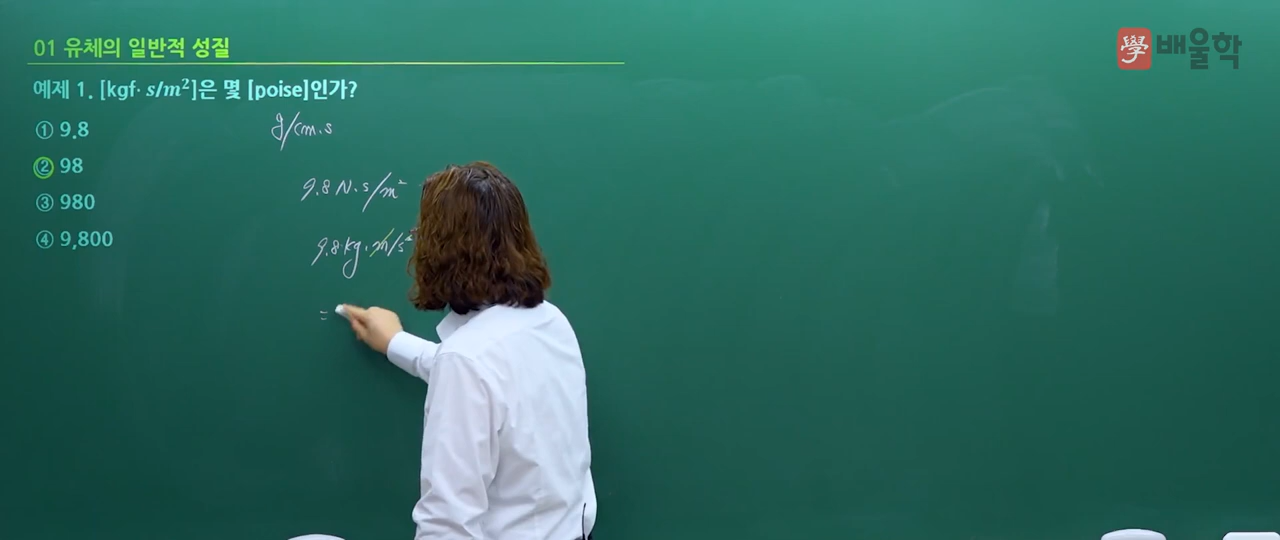 01 유체의 일반적 성질
學 배울학
예제 1. [kgf· s/m²]은 몇 [poise]인가?
g/cm.s
① 9.8
② 98
③ 980
④ 9,800
9.8 N.s/m²
9.8 kg.m/s²
=